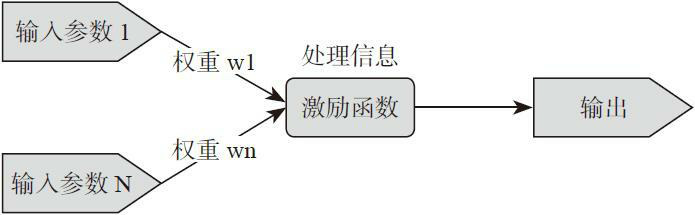 输入参数 1
权重 w1
处理信息
激励函数
输出
权重 wn
输入参数 N